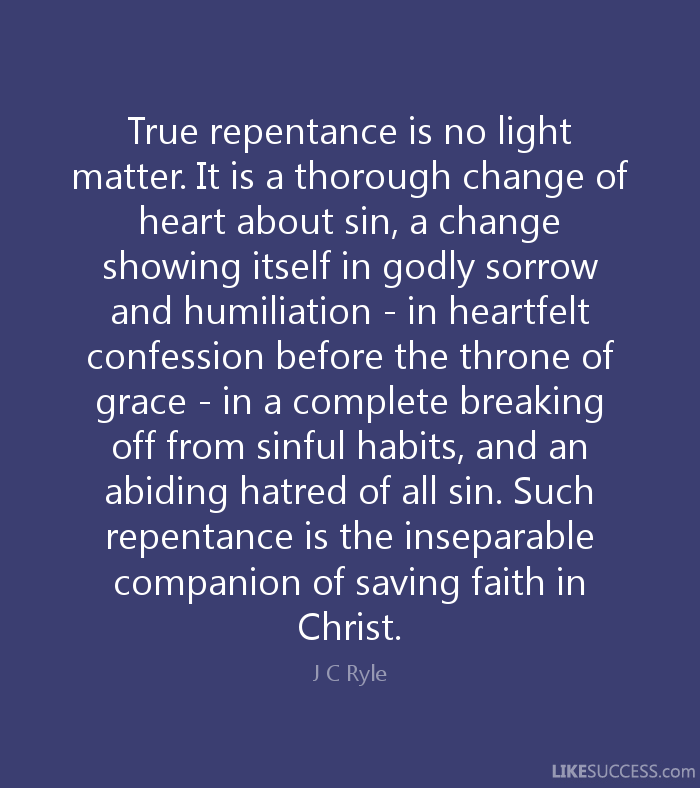 True repentance is no light
matter. It is a thorough change of
heart about sin, a change
showing itself in godly sorrow
and humiliation - in heartfelt
confession before the throne of
grace - in a complete breaking
off from sinful habits, and an
abiding hatred of all sin. Such
repentance is the inseparable
companion of saving faith in
Christ.
J C Ryle
LIKESUCCESS.com